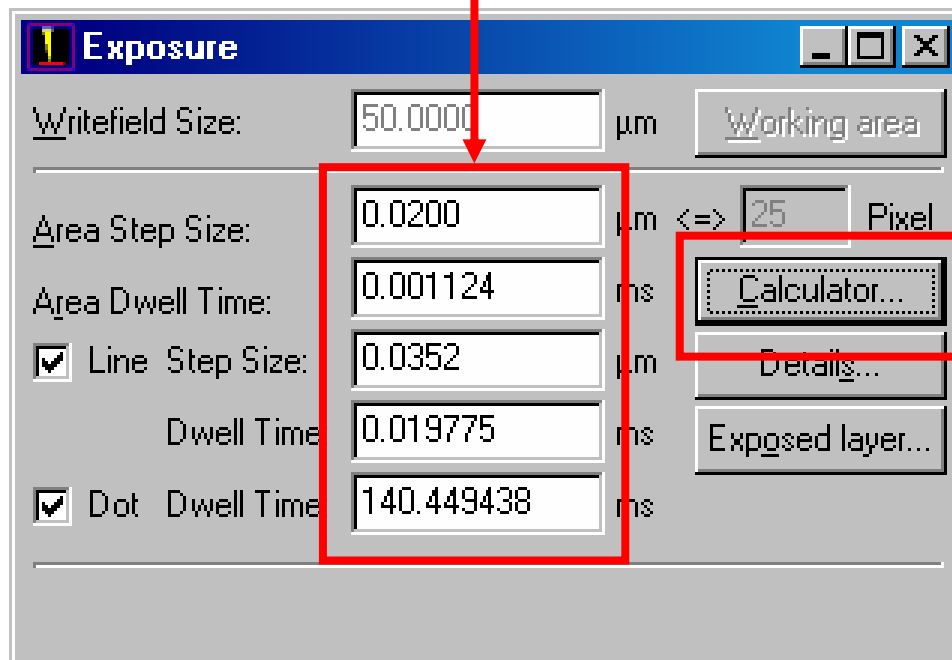 Exposure
Writefield Size: 50.0000 µm Working area
Area Step Size: 0.0200 µm <=> 25 Pixel
Area Dwell Time: 0.001124 ms Calculator...
Line Step Size: 0.0352 µm Details...
Dwell Time 0.019775 ms Exposed layer...
Dot Dwell Time 140.449438 ms